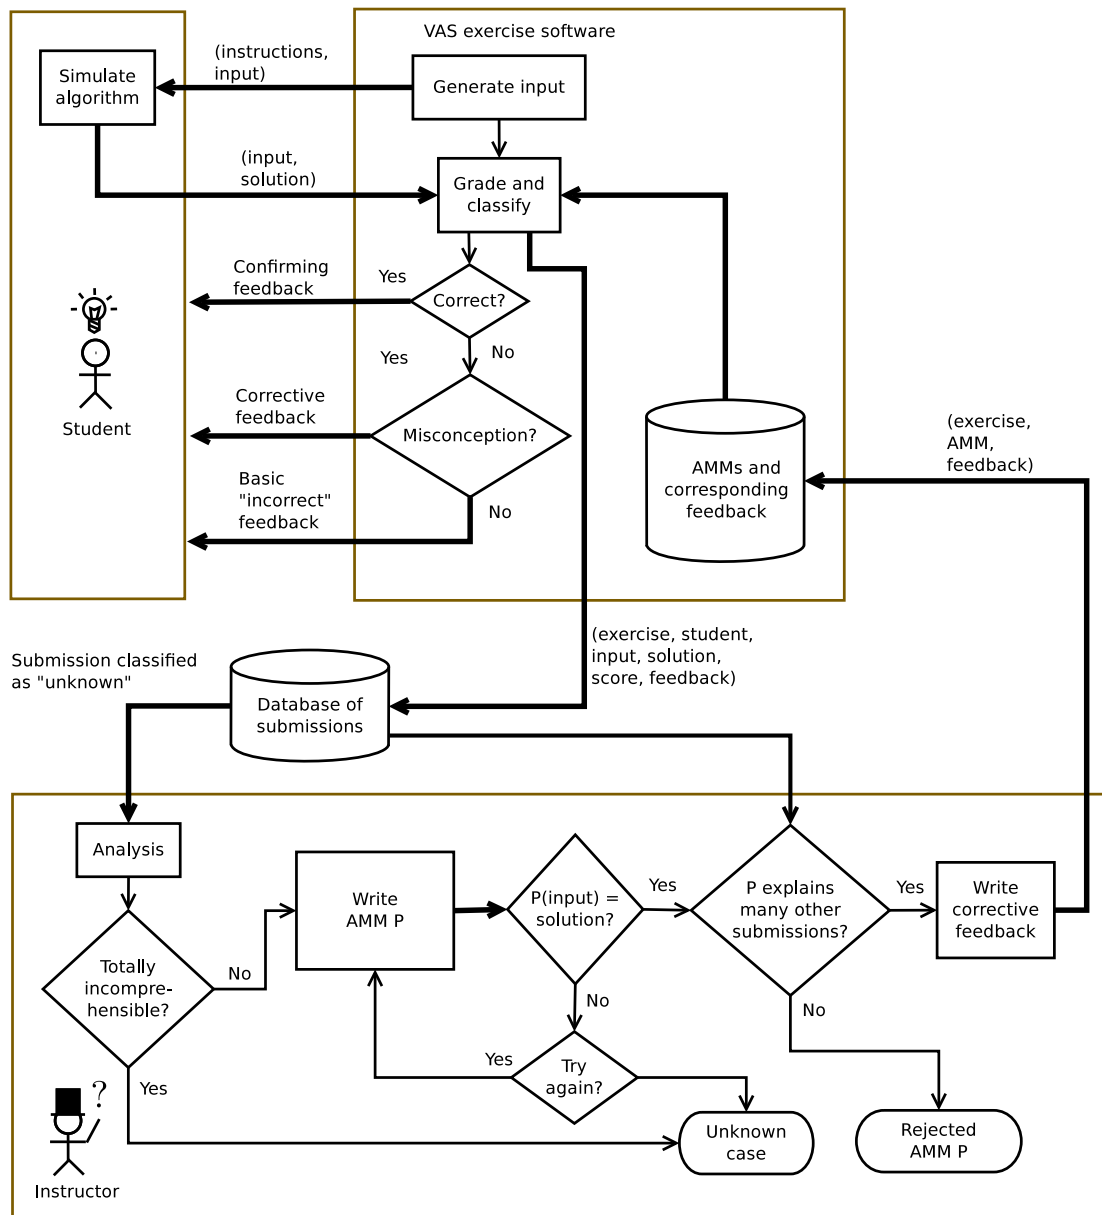 VAS exercise software
(instructions,
input)
Simulate
algorithm
Generate input
(input,
solution)
Grade and
classify
Confirming
feedback
Yes
Correct?
No
Yes
Corrective
feedback
Misconception?
Student
Basic
"incorrect"
feedback
No
AMMs and
corresponding
feedback
(exercise,
AMM,
feedback)
(exercise, student,
input, solution,
score, feedback)
Submission classified
as "unknown"
Database of
submissions
Analysis
Write
AMM P
P(input) =
solution?
Yes
P explains
many other
submissions?
Yes
Write
corrective
feedback
Totally
incompre-
hensible?
No
No
No
Yes
Try
again?
Yes
?
Instructor
Unknown
case
Rejected
AMM P